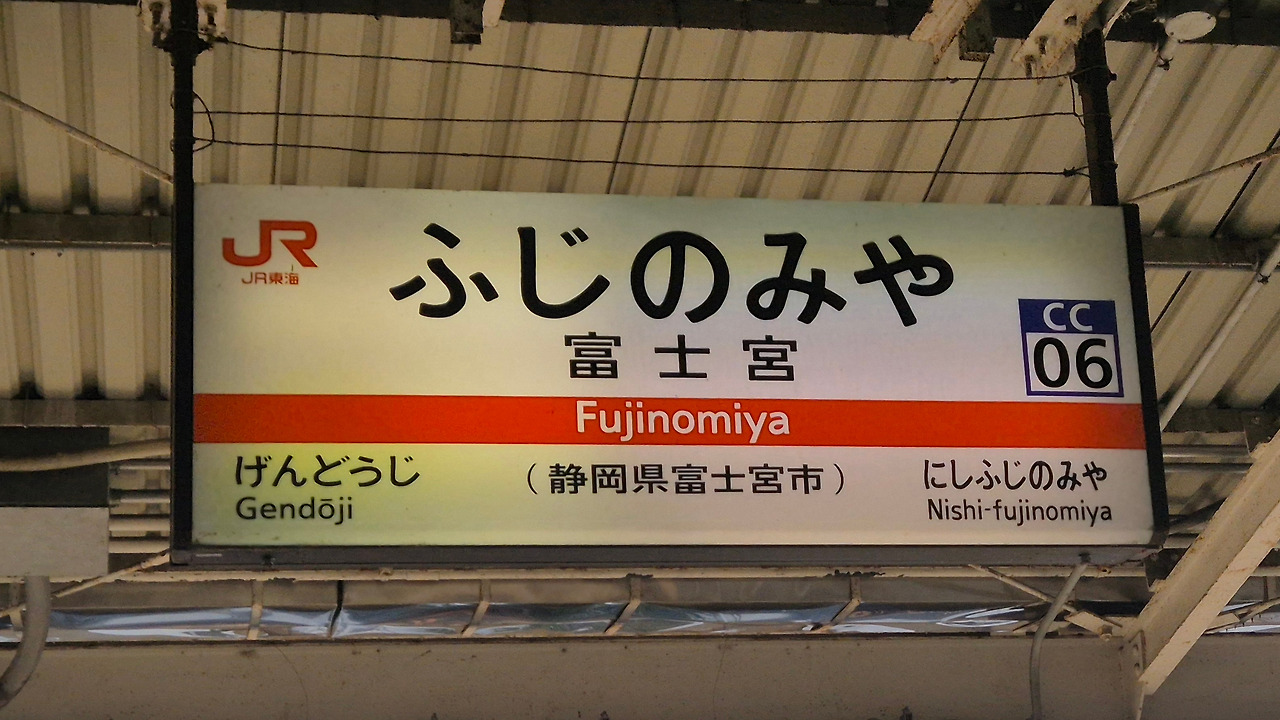 JR
JR東海
ふじのみや
富士宮
CC
06
Fujinomiya
げんどうじ
Gendōji
(静岡県富士宮市)
にしふじのみや
Nishi-fujinomiya